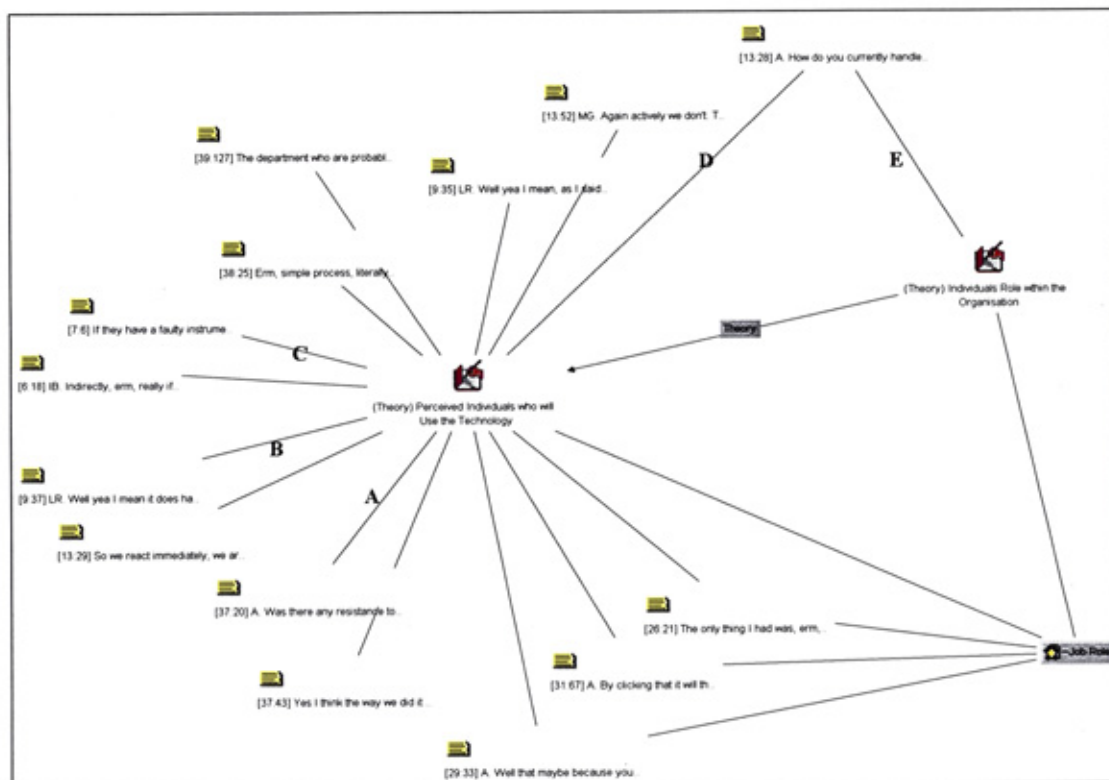 [13:28] A. How do you currently handle..
[13:52] MG. Again actively we don't. T..
[39:127] The department who are probabl..
D
E
[9:35] LR. Well yea I mean, as I said..
[38:25] Erm, simple process, literally..
(Theory) Individuals Role within the
Organisation
[7:6] If they have a faulty instrume..
Theory
C
[6:18] IB. Indirectly, erm, really if..
(Theory) Perceived Individuals who will
Use the Technology
B
[9:37] LR. Well yea I mean it does ha..
A
[13:29] So we react immediately, we ar..
[37:20] A. Was there any resistance to..
[26:21] The only thing I had was, erm,..
~Job Role
[31:67] A. By clicking that it will th..
[37:43] Yes I think the way we did it..
[29:33] A. Well that maybe because you..